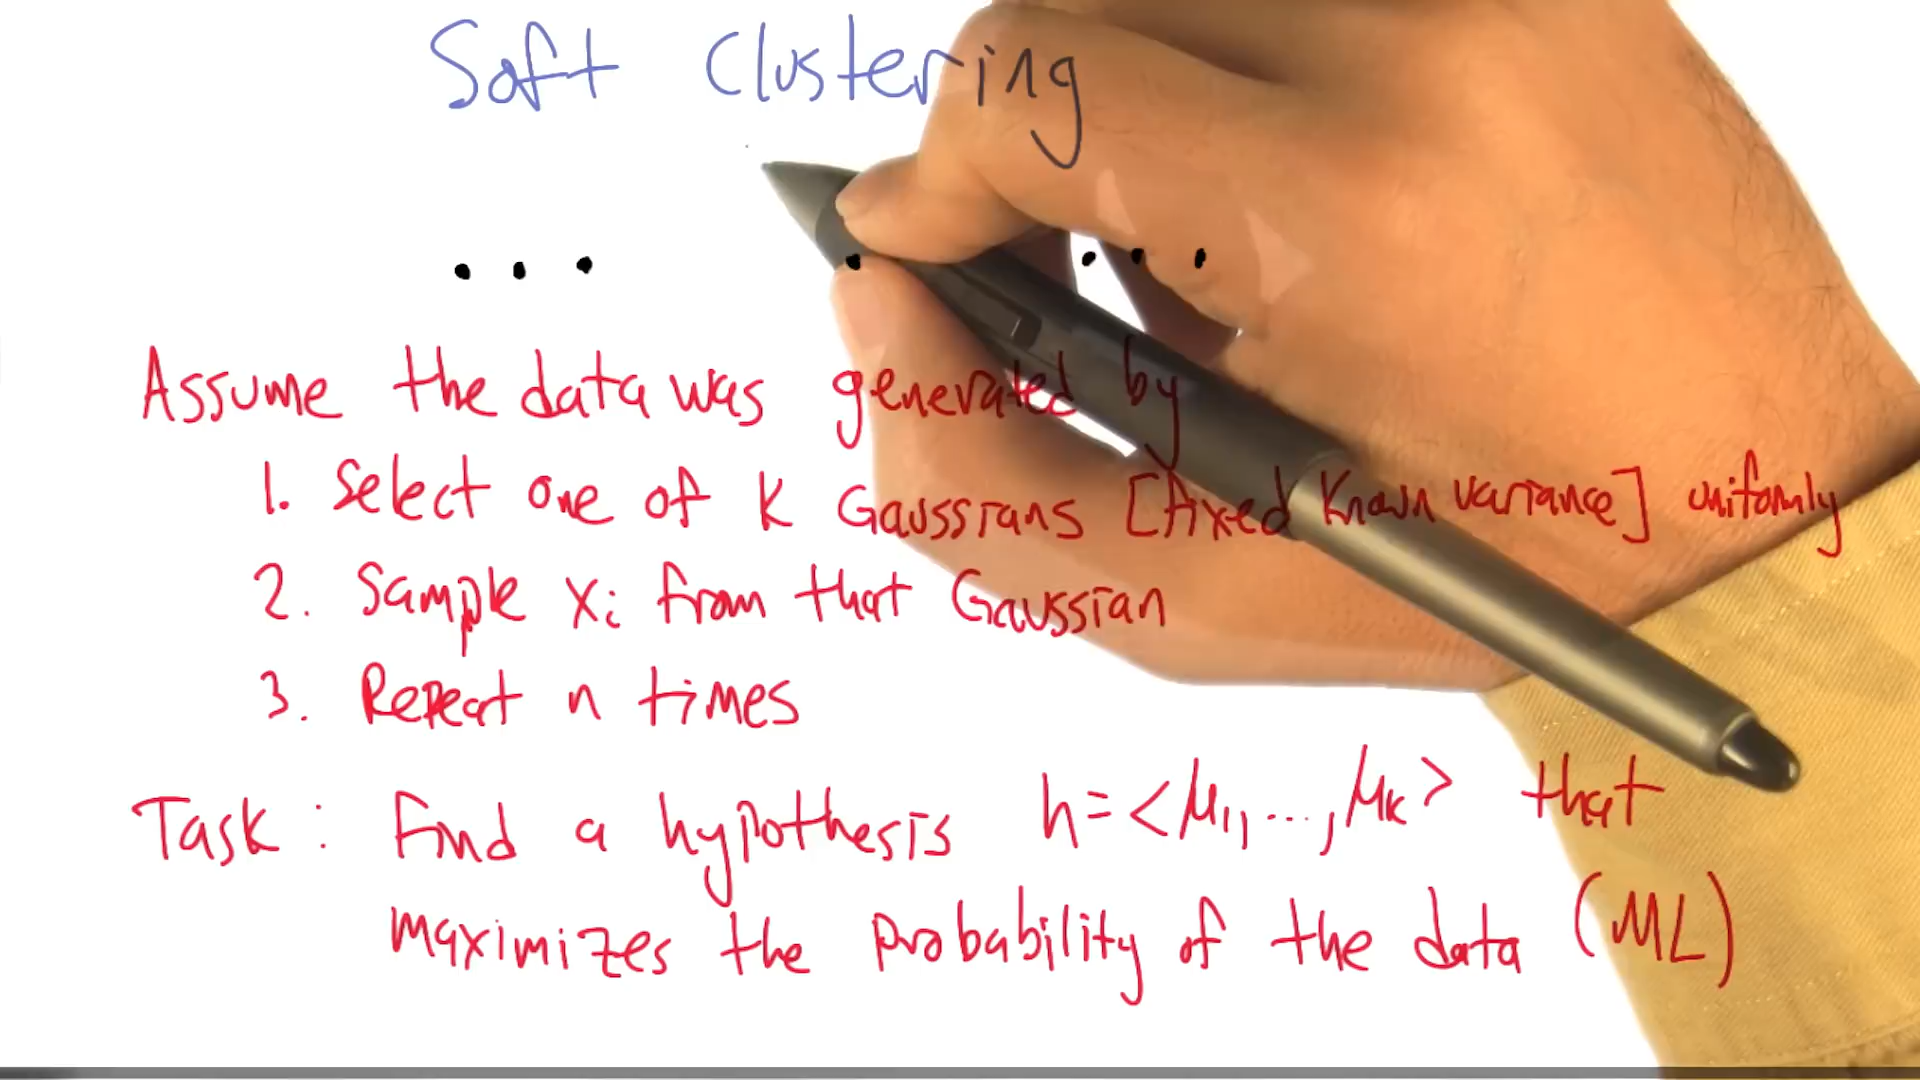 Soft Clustering
Assume the data was generated by
1. Select one of K Gaussians [fixed known variance] uniformly
2. Sample xi from that Gaussian
3. Repeat n times
Task: Find a hypothesis h=<μ1,...,μk> that
maximizes the probability of the data (ML)